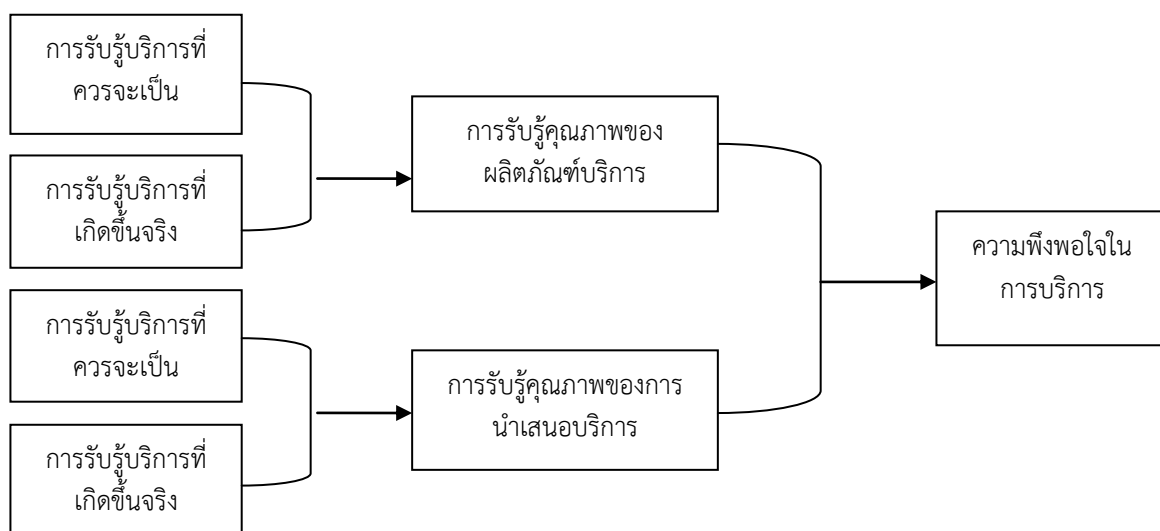 การรับรู้บริการที่
ควรจะเป็น
การรับรู้บริการที่
เกิดขึ้นจริง
การรับรู้บริการที่
ควรจะเป็น
การรับรู้บริการที่
เกิดขึ้นจริง
การรับรู้คุณภาพของ
ผลิตภัณฑ์บริการ
การรับรู้คุณภาพของการ
นำเสนอบริการ
ความพึงพอใจใน
การบริการ